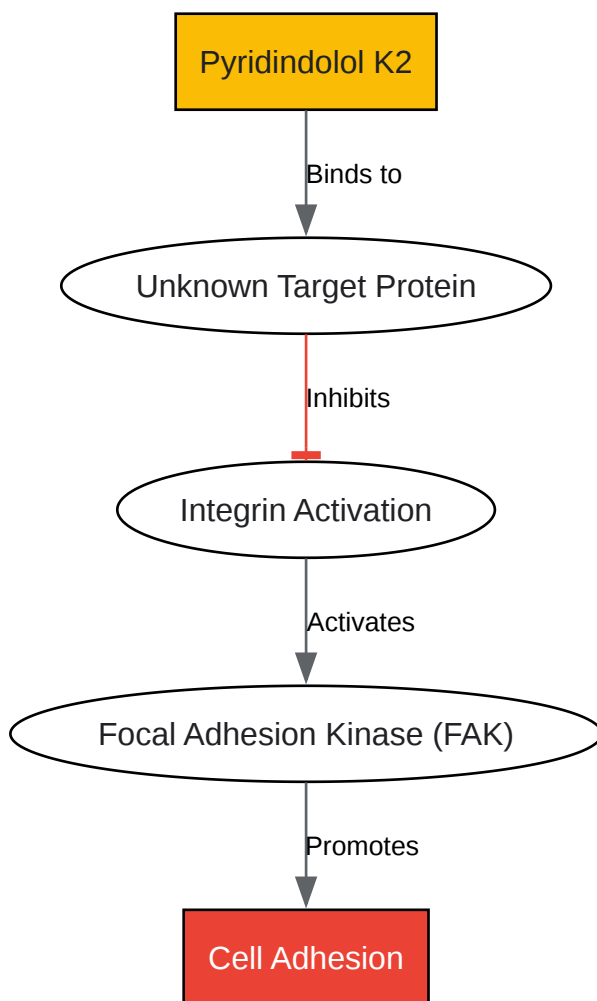 Pyridindolol K2
Binds to
Unknown Target Protein
Inhibits
Integrin Activation
Activates
Focal Adhesion Kinase (FAK)
Promotes
Cell Adhesion